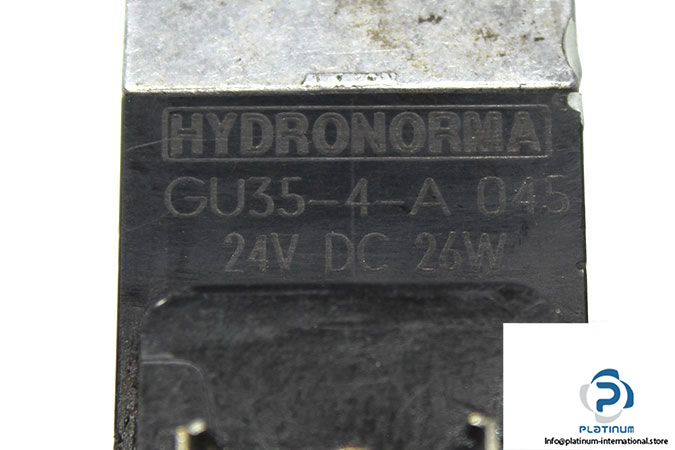 HYDRONORMA
GU35-4-A 045
24V DC 26W
PLATINUM
Info@platinum-international.store